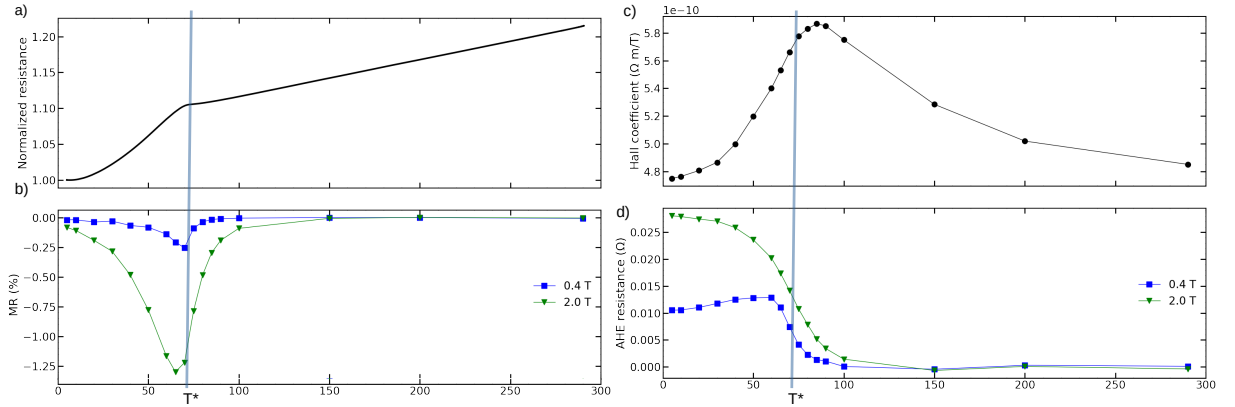 a)
Normalized resistance
1.20
1.15
1.10
1.05
1.00
b)
MR (%)
0.00
−0.25
−0.50
−0.75
−1.00
−1.25
0.4 T
2.0 T
0 50 100 150 200 250 300
T*
c)
1e−10
Hall coefficient (Ω m/T)
5.8
5.6
5.4
5.2
5.0
4.8
d)
AHE resistance (Ω)
0.025
0.020
0.015
0.010
0.005
0.000
0.4 T
2.0 T
0 50 100 150 200 250 300
T*